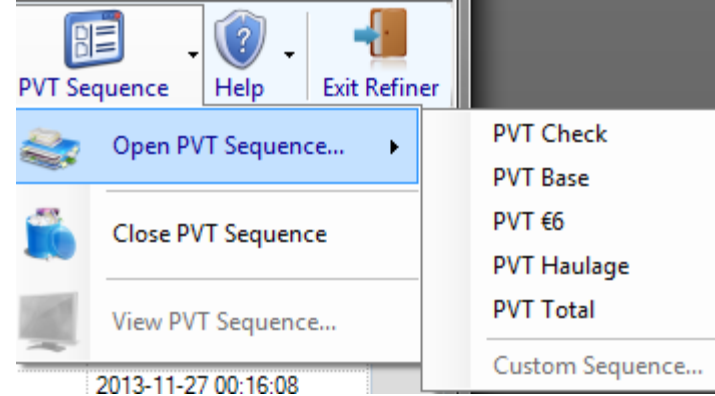 PVT Sequence Help Exit Refiner
Open PVT Sequence...
Close PVT Sequence
View PVT Sequence...
2013-11-27 00:16:08
PVT Check
PVT Base
PVT €6
PVT Haulage
PVT Total
Custom Sequence...